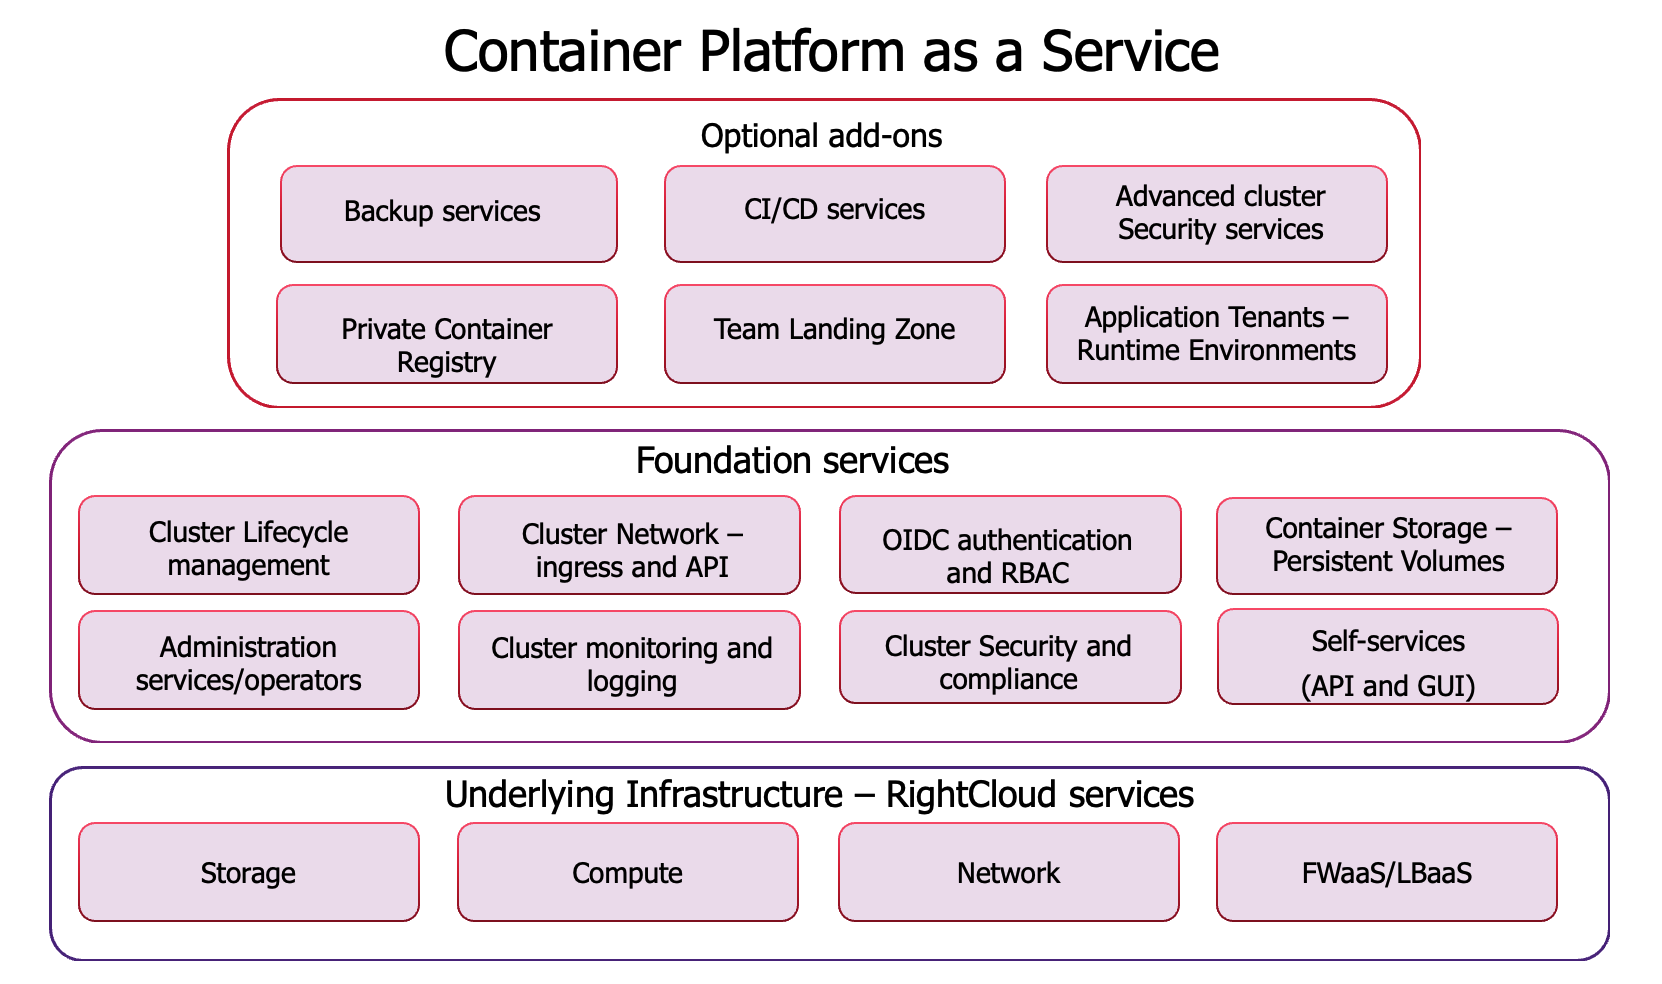 Container Platform as a Service
Optional add-ons
Backup services
CI/CD services
Advanced cluster
Security services
Private Container
Registry
Team Landing Zone
Application Tenants –
Runtime Environments
Foundation services
Cluster Lifecycle
management
Cluster Network –
ingress and API
OIDC authentication
and RBAC
Container Storage –
Persistent Volumes
Administration
services/operators
Cluster monitoring and
logging
Cluster Security and
compliance
Self-services
(API and GUI)
Underlying Infrastructure – RightCloud services
Storage
Compute
Network
FWaaS/LBaaS